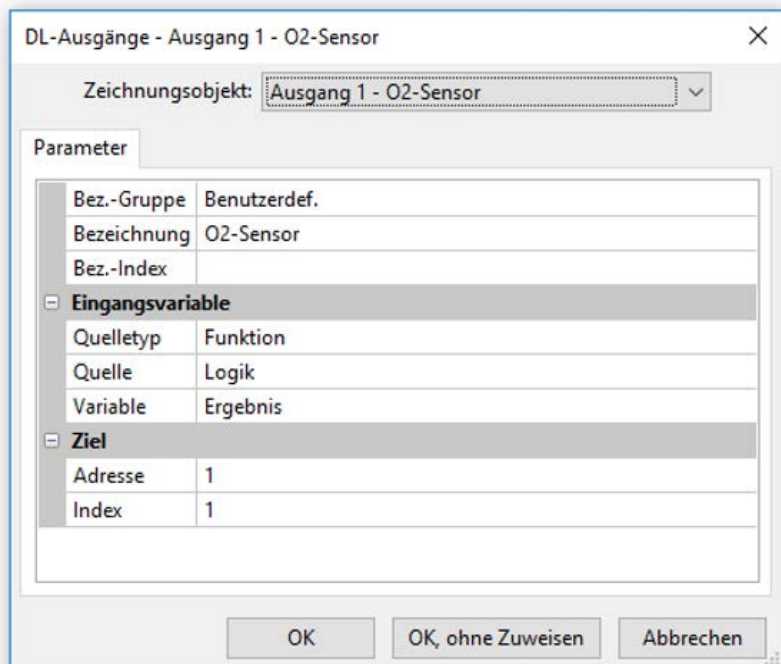 DL-Ausgänge - Ausgang 1 - O2-Sensor
Zeichnungsobjekt: Ausgang 1 - O2-Sensor
Parameter
Bez.-Gruppe Benutzerdef.
Bezeichnung O2-Sensor
Bez.-Index
Eingangsvariable
Quelletyp Funktion
Quelle Logik
Variable Ergebnis
Ziel
Adresse 1
Index 1
OK OK, ohne Zuweisen Abbrechen